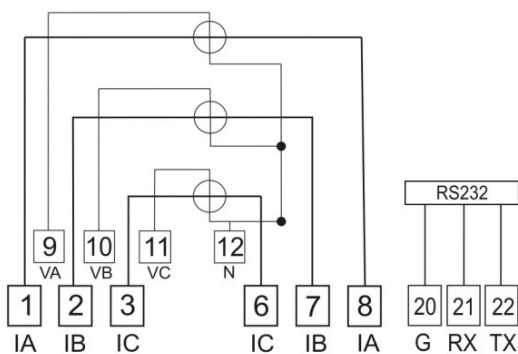 RS232
9 10 11 12
VA VB VC N
1 2 3 6 7 8 20 21 22
IA IB IC IC IB IA G RX TX